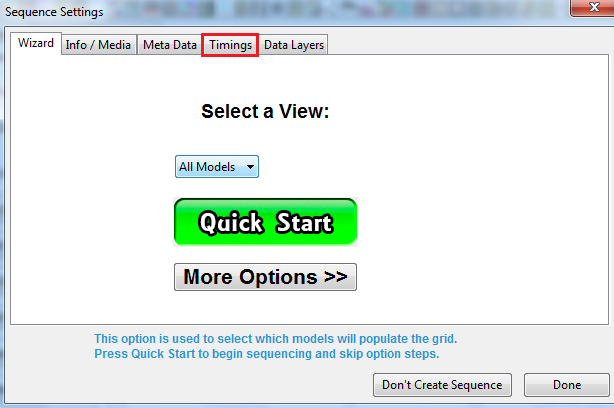 Sequence Settings
Wizard Info / Media Meta Data Timings Data Layers
Select a View:
All Models
Quick Start
More Options >>
This option is used to select which models will populate the grid.
Press Quick Start to begin sequencing and skip option steps.
Don't Create Sequence Done